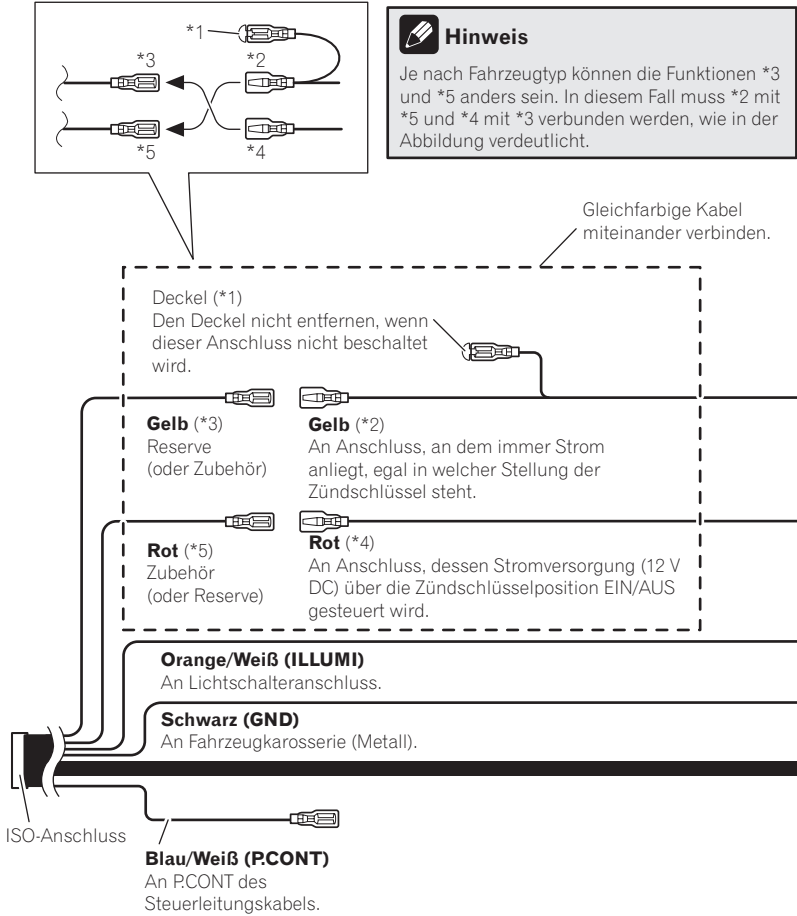 *1
*2
*3
*5
*4
Hinweis
Je nach Fahrzeugtyp können die Funktionen *3
und *5 anders sein. In diesem Fall muss *2 mit
*5 und *4 mit *3 verbunden werden, wie in der
Abbildung verdeutlicht.
Gleichfarbige Kabel
miteinander verbinden.
Deckel (*1)
Den Deckel nicht entfernen, wenn
dieser Anschluss nicht beschaltet
wird.
Gelb (*3)
Reserve
(oder Zubehör)
Gelb (*2)
An Anschluss, an dem immer Strom
anliegt, egal in welcher Stellung der
Zündschlüssel steht.
Rot (*5)
Zubehör
(oder Reserve)
Rot (*4)
An Anschluss, dessen Stromversorgung (12 V
DC) über die Zündschlüsselposition EIN/AUS
gesteuert wird.
Orange/Weiß (ILLUMI)
An Lichtschalteranschluss.
Schwarz (GND)
An Fahrzeugkarosserie (Metall).
ISO-Anschluss
Blau/Weiß (P.CONT)
An P.CONT des
Steuerleitungskabels.